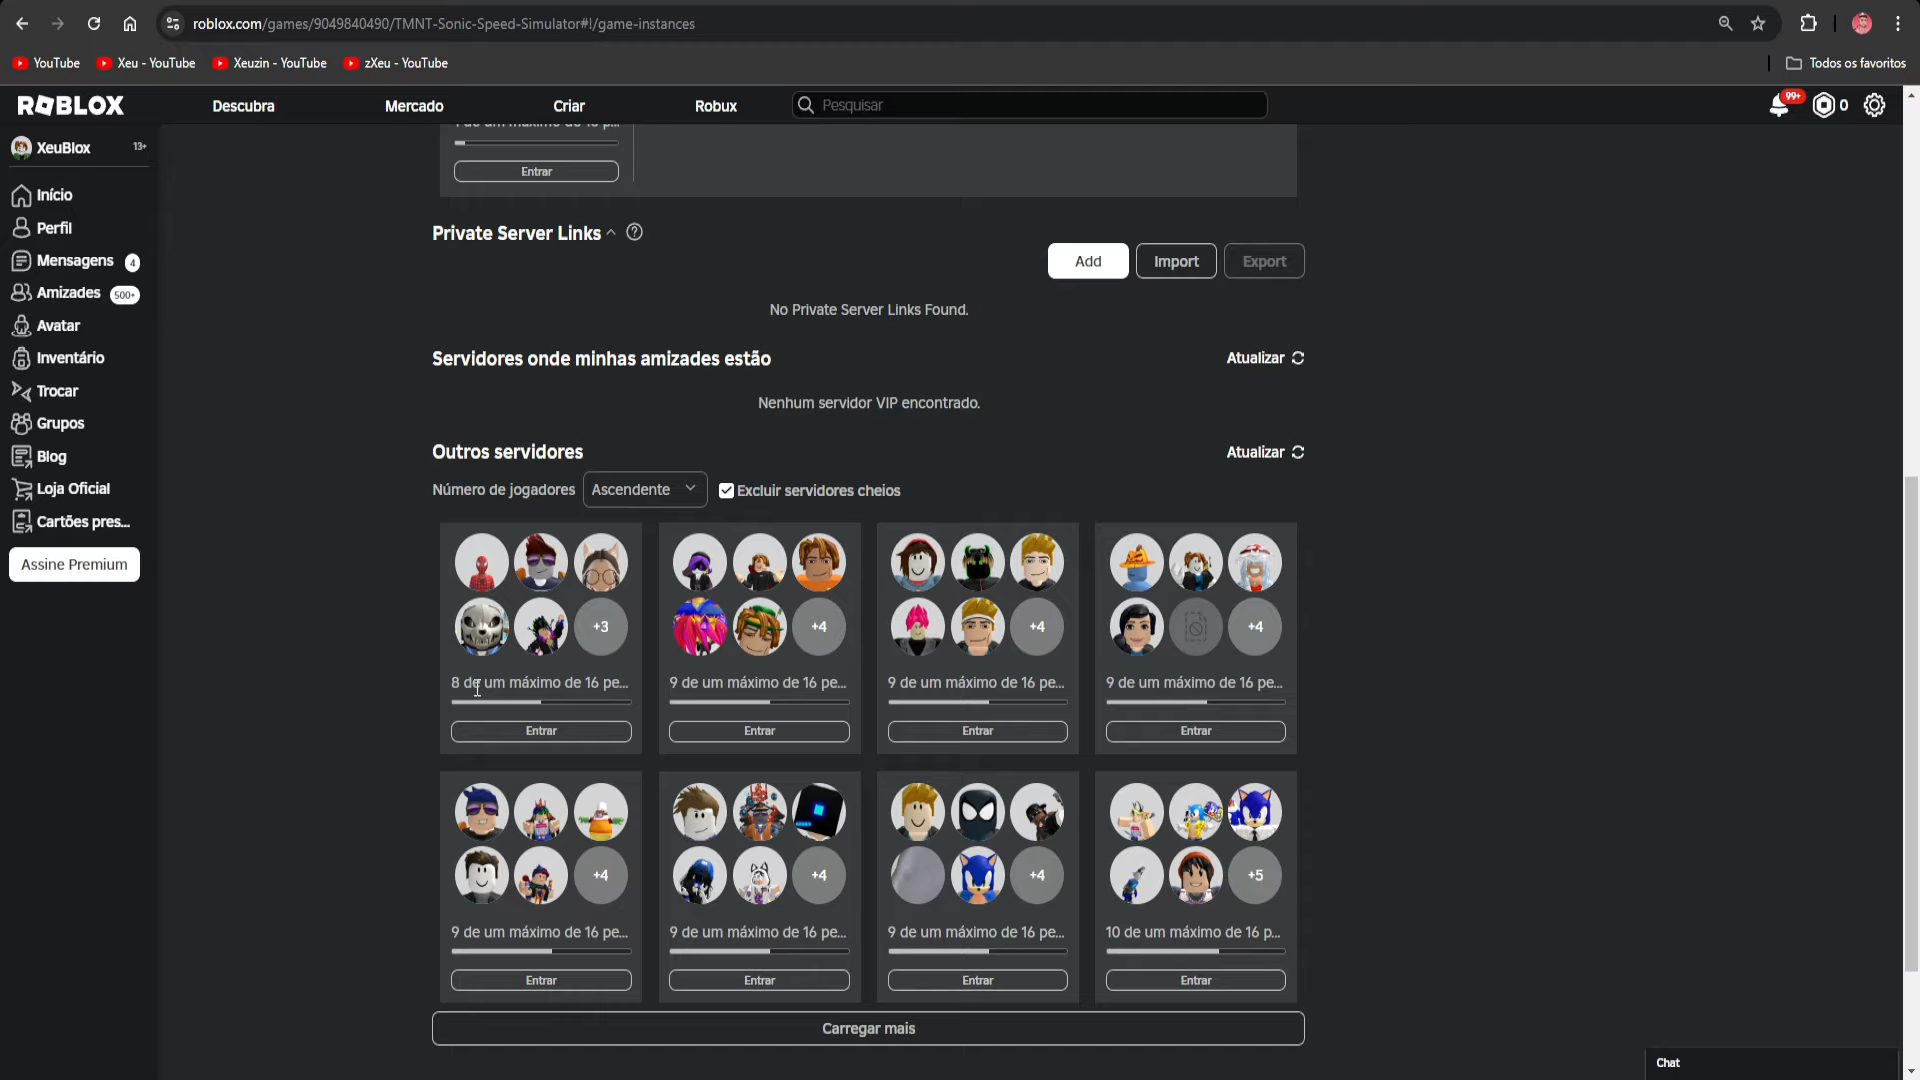 roblox.com/games/9049840490/TMNT-Sonic-Speed-Simulator#!/game-instances
YouTube
Xeu - YouTube
Xeuzin - YouTube
zXeu - YouTube
Todos os favoritos
ROBLOX
Descubra
Mercado
Criar
Robux
Pesquisar
99+
0
XeuBlox
13+
Início
Perfil
Mensagens
4
Amizades
500+
Avatar
Inventário
Trocar
Grupos
Blog
Loja Oficial
Cartões pres...
Assine Premium
1 de um máximo de 16 p...
Entrar
Private Server Links
Add
Import
Export
No Private Server Links Found.
Servidores onde minhas amizades estão
Atualizar
Nenhum servidor VIP encontrado.
Outros servidores
Atualizar
Número de jogadores
Ascendente
Excluir servidores cheios
+3
+4
+4
+4
8 de um máximo de 16 pe...
9 de um máximo de 16 pe...
9 de um máximo de 16 pe...
9 de um máximo de 16 pe...
Entrar
Entrar
Entrar
Entrar
+4
+4
+4
+5
9 de um máximo de 16 pe...
9 de um máximo de 16 pe...
9 de um máximo de 16 pe...
10 de um máximo de 16 p...
Entrar
Entrar
Entrar
Entrar
Carregar mais
Chat